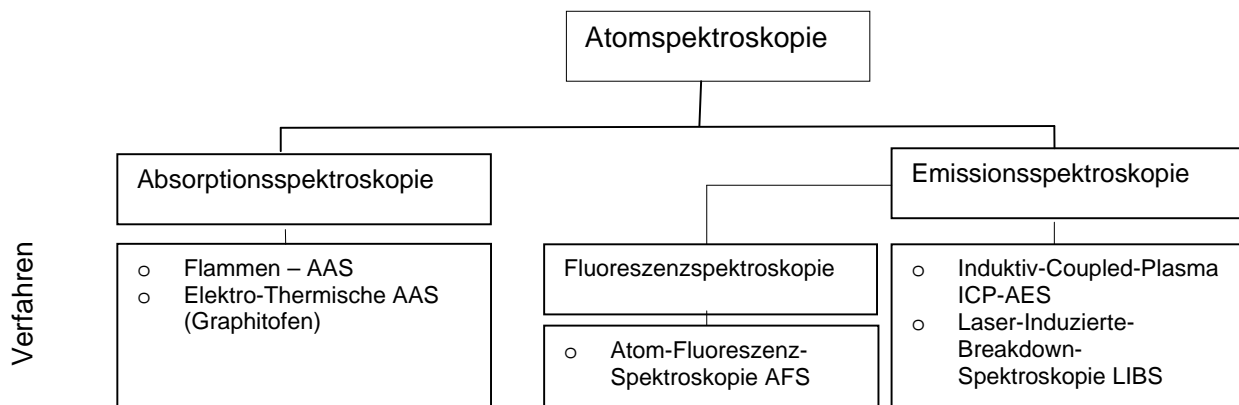 Atomspektroskopie
Absorptionsspektroskopie
Emissionsspektroskopie
Verfahren
o Flammen – AAS
o Elektro-Thermische AAS
(Graphitofen)
Fluoreszenzspektroskopie
o Atom-Fluoreszenz-
Spektroskopie AFS
o Induktiv-Coupled-Plasma
ICP-AES
o Laser-Induzierte-
Breakdown-
Spektroskopie LIBS